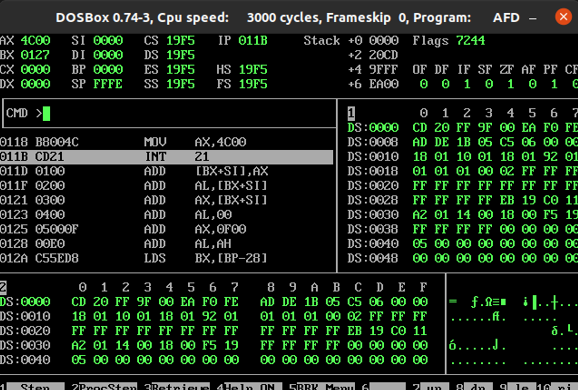 DOSBox 0.74-3, Cpu speed: 3000 cycles, Frameskip 0, Program: AFD
AX 4C00 SI 0000 CS 19F5 IP 011B Stack +0 0000 Flags 7244
BX 0127 DI 0000 DS 19F5 +2 20CD
CX 0000 BP 0000 ES 19F5 HS 19F5 +4 9FFF OF DF IF SF ZF AF PF CF
DX 0000 SP FFFE SS 19F5 FS 19F5 +6 EA00 0 0 1 0 1 0 1 0
CMD > 1 0 1 2 3 4 5 6 7
DS:0000 CD 20 FF 9F 00 EA F0 FE
0118 B8004C MOV AX,4C00 DS:0008 AD DE 1B 05 C5 06 00 00
011B CD21 INT 21 DS:0010 18 01 10 01 18 01 92 01
011D 0100 ADD [BX+SI],AX DS:0018 01 01 01 00 02 FF FF FF
011F 0200 ADD AL,[BX+SI] DS:0020 FF FF FF FF FF FF FF FF
0121 0300 ADD AX,[BX+SI] DS:0028 FF FF FF FF EB 19 C0 11
0123 0400 ADD AL,00 DS:0030 A2 01 14 00 18 00 F5 19
0125 05000F ADD AX,0F00 DS:0038 FF FF FF FF 00 00 00 00
0128 00E0 ADD AL,AH DS:0040 05 00 00 00 00 00 00 00
012A C55ED8 LDS BX,[BP-28] DS:0048 00 00 00 00 00 00 00 00
2 0 1 2 3 4 5 6 7 8 9 A B C D E F
DS:0000 CD 20 FF 9F 00 EA F0 FE AD DE 1B 05 C5 06 00 00
DS:0010 18 01 10 01 18 01 92 01 01 01 01 00 02 FF FF FF
DS:0020 FF FF FF FF FF FF FF FF FF FF FF FF EB 19 C0 11
DS:0030 A2 01 14 00 18 00 F5 19 FF FF FF FF 00 00 00 00
DS:0040 05 00 00 00 00 00 00 00 00 00 00 00 00 00 00 00
1 Step 2ProcStep 3Retrieve 4Help ON 5BRK Menu 6 7 up 8 dn 9 le